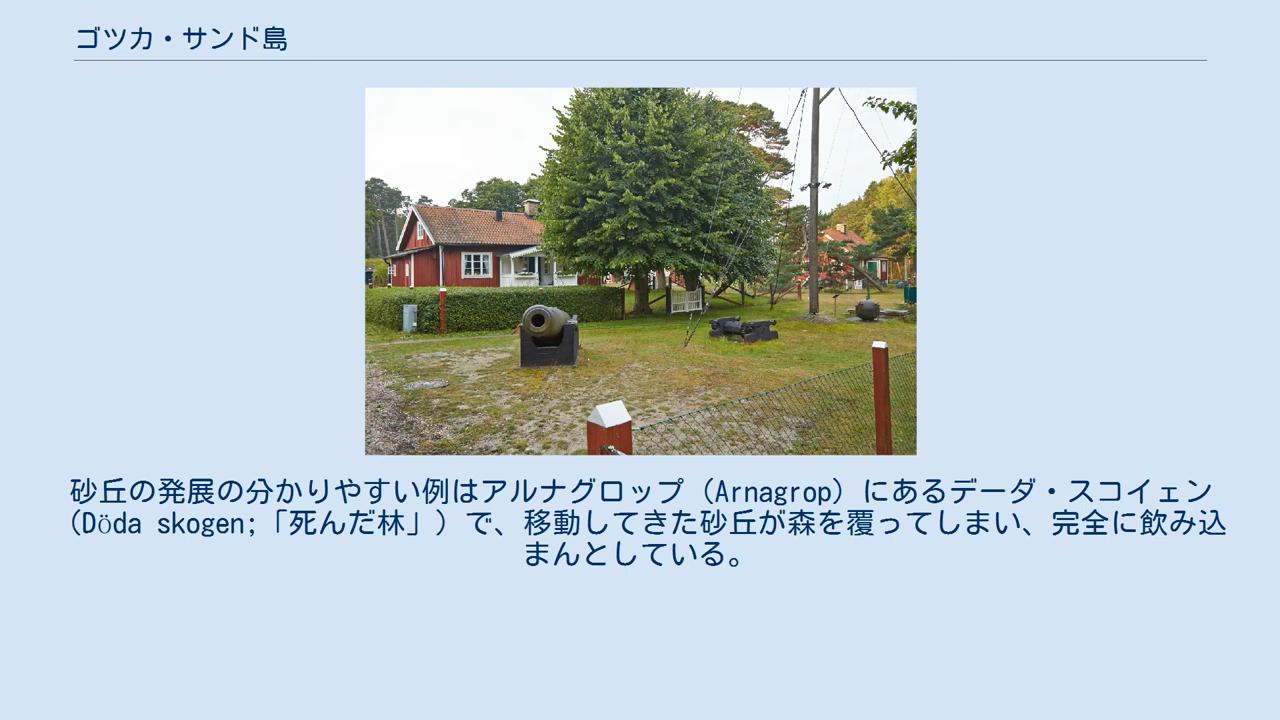 ゴツカ・サンド島
砂丘の発展の分かりやすい例はアルナグロップ（Arnagrop）にあるデーダ・スコイェン
(Döda skogen;「死んだ林」）で、移動してきた砂丘が森を覆ってしまい、完全に飲み込
まんとしている。